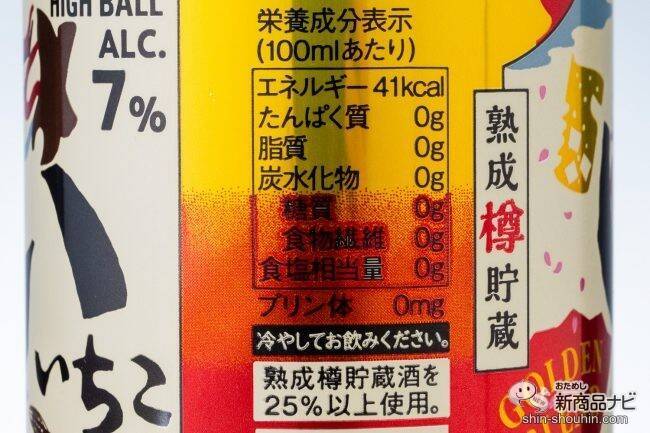 HIGH BALL
ALC.
7%
いちこ
栄養成分表示
(100mlあたり)
エネルギー 41kcal
たんぱく質 0g
脂質 0g
炭水化物 0g
糖質 0g
食物繊維 0g
食塩相当量 0g
プリン体 0mg
冷やしてお飲みください。
熟成樽貯蔵酒を
25%以上使用。
熟成樽貯蔵
GOLDEN
おためし
新商品ナビ
shin-shouhin.com